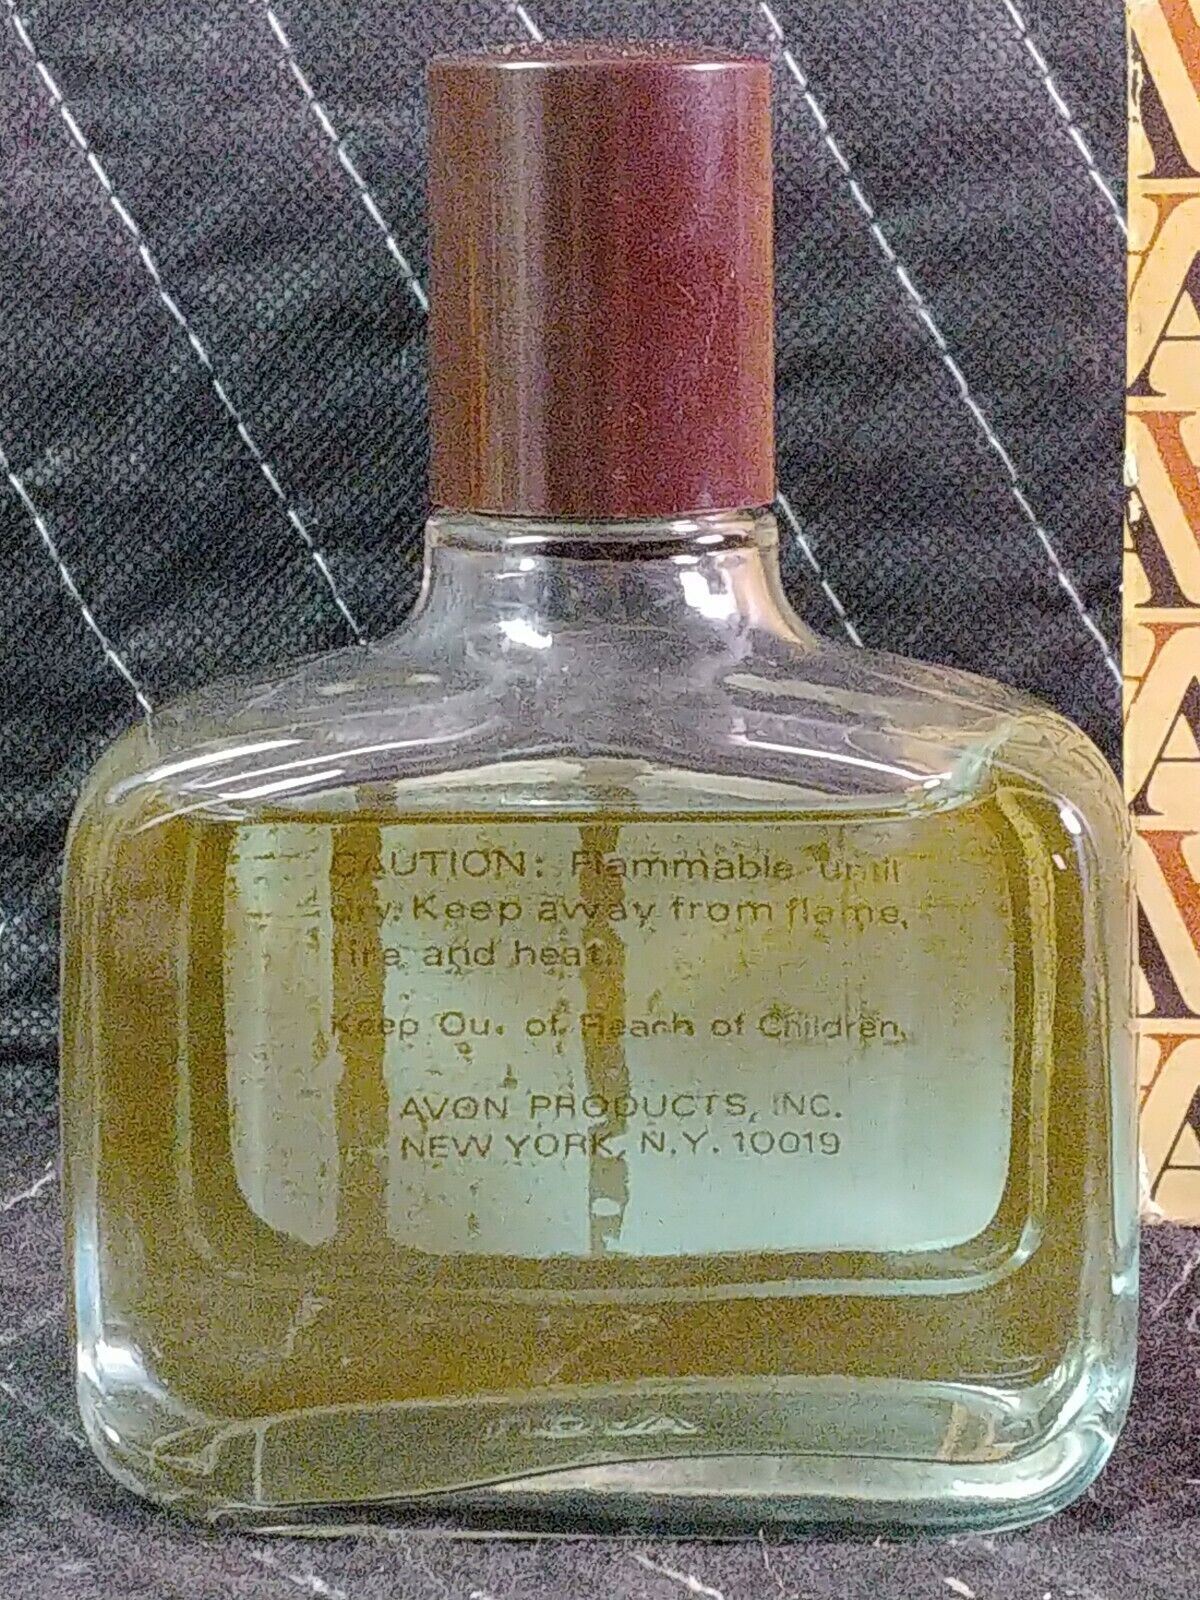 CAUTION: Flammable until
dry. Keep away from flame,
fire and heat.
Keep Out of Reach of Children.
AVON PRODUCTS, INC.
NEW YORK, N.Y. 10019